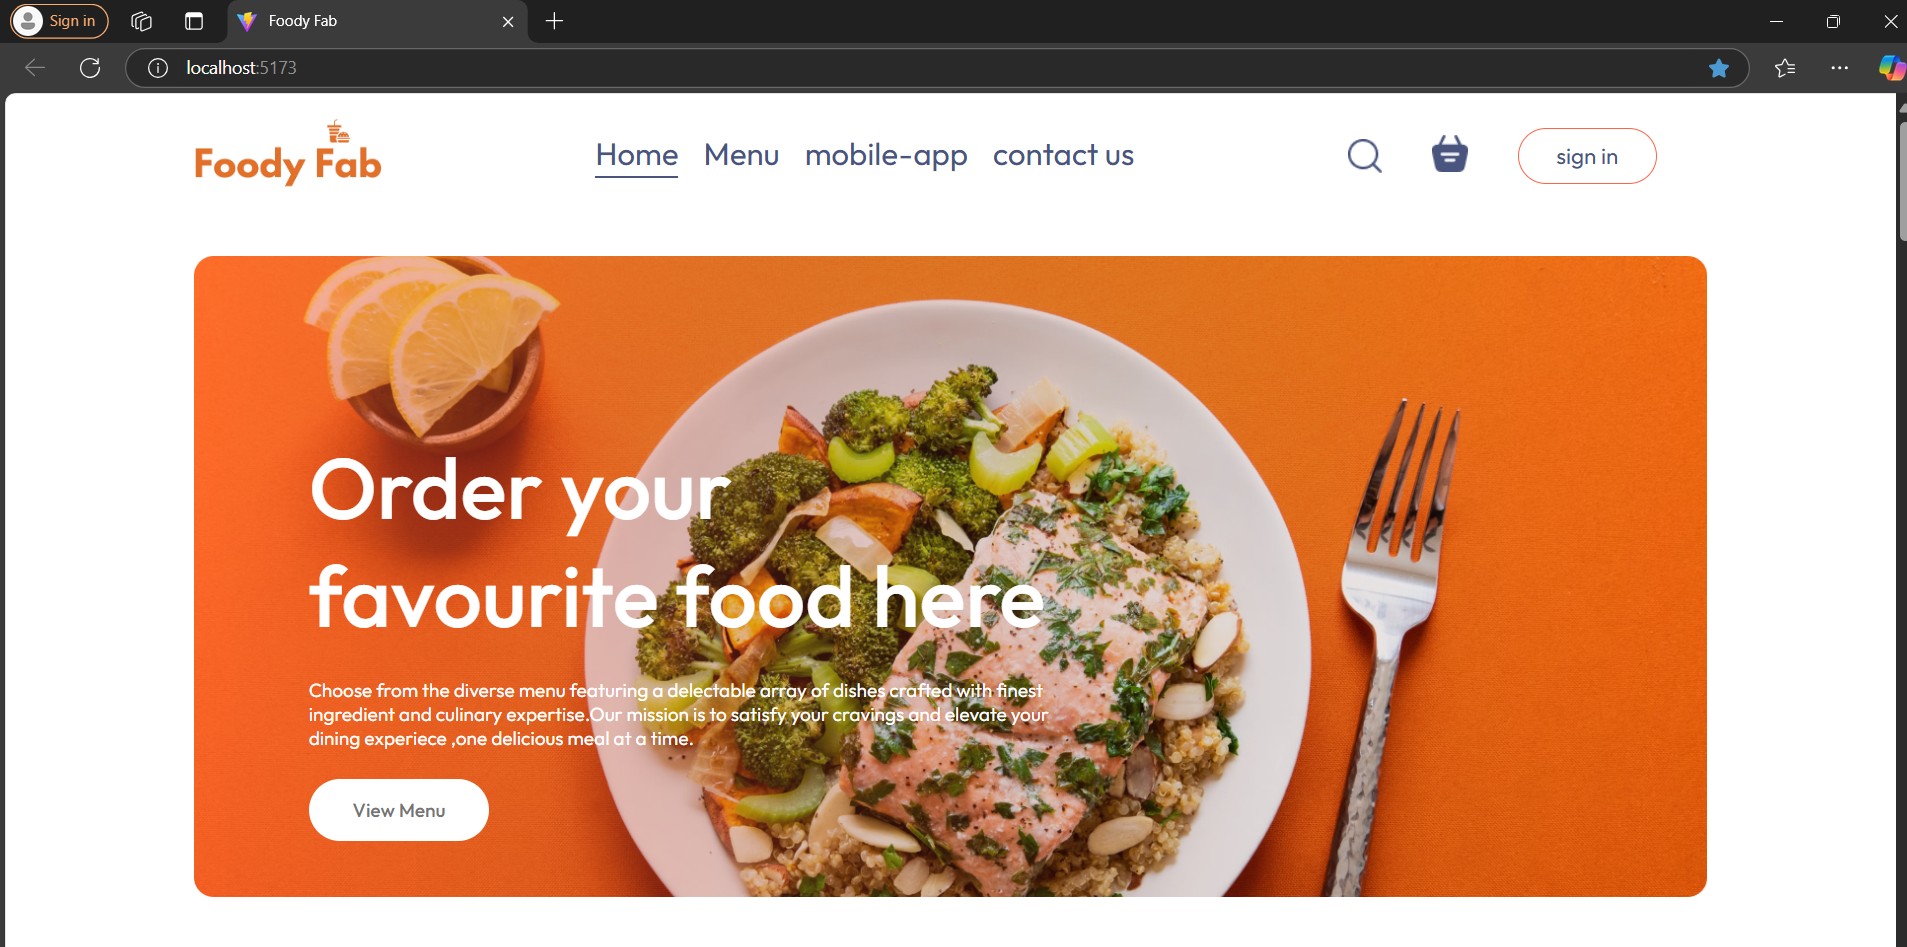 Sign in
Foody Fab
localhost:5173
Foody Fab
Home Menu mobile-app contact us
sign in
Order your
favourite food here
Choose from the diverse menu featuring a delectable array of dishes crafted with finest
ingredient and culinary expertise.Our mission is to satisfy your cravings and elevate your
dining experiece ,one delicious meal at a time.
View Menu